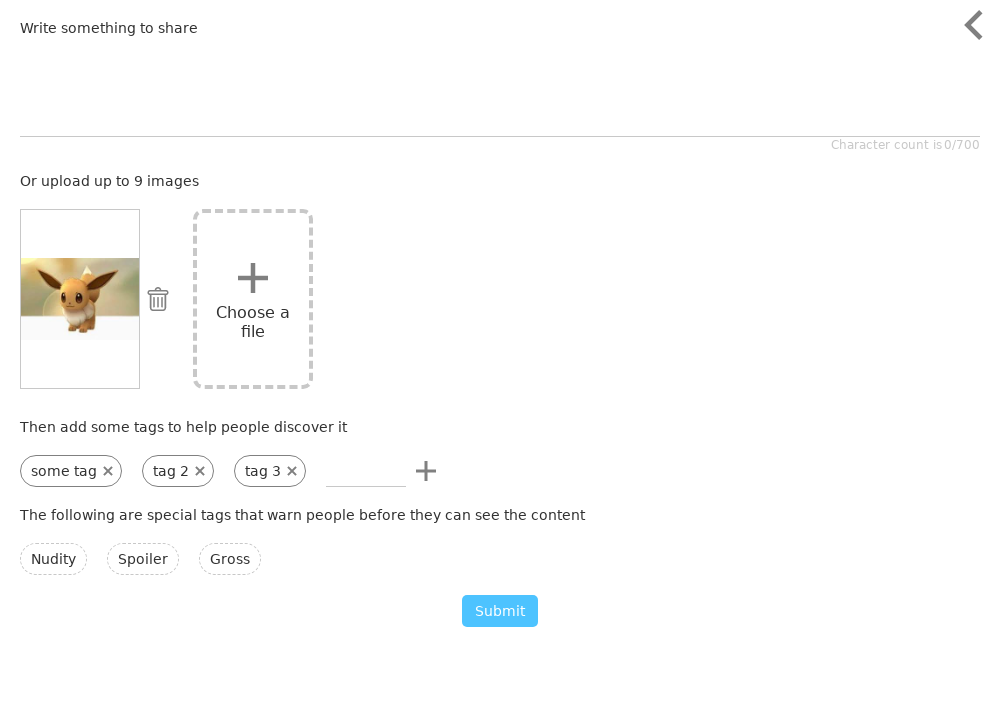 Write something to share
Character count is 0/700
Or upload up to 9 images
Choose a
file
Then add some tags to help people discover it
some tag
tag 2
tag 3
The following are special tags that warn people before they can see the content
Nudity
Spoiler
Gross
Submit